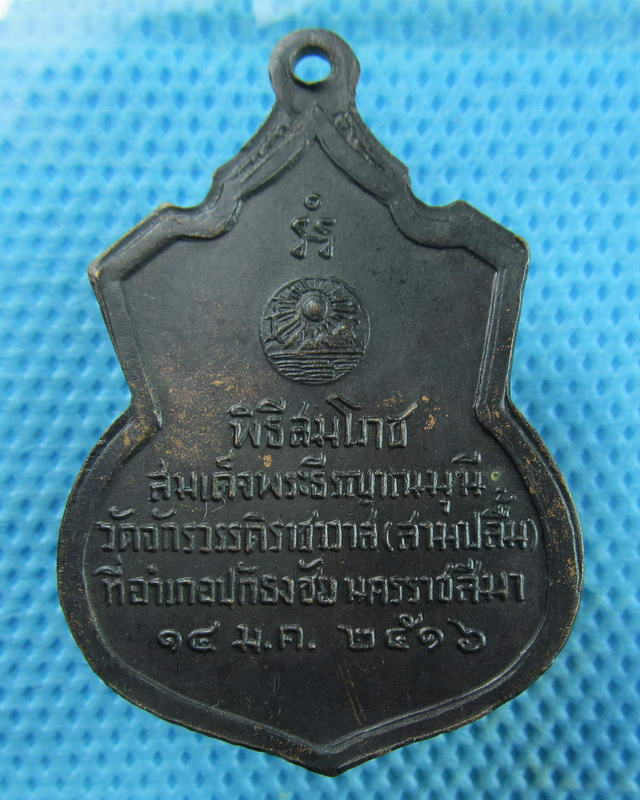 พิธีสมโภช
สมเด็จพระธีรญาณมุนี
วัดจักรวรรดิราชาวาส (สามปลื้ม)
ที่อำเภอปักธงชัย นครราชสีมา
๑๔ ม.ค. ๒๕๑๖